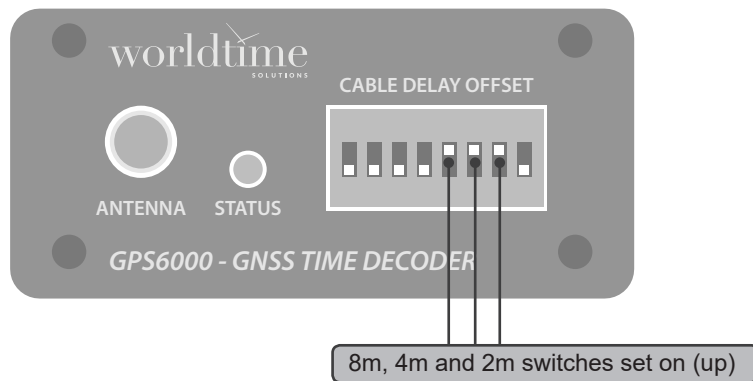 worldtime
SOLUTIONS
CABLE DELAY OFFSET
ANTENNA STATUS
GPS6000 - GNSS TIME DECODER
8m, 4m and 2m switches set on (up)